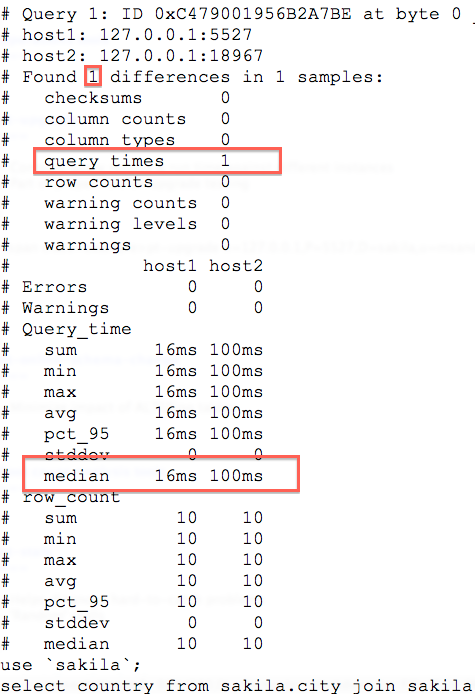 # Query 1: ID 0xC479001956B2A7BE at byte 0 _
# host1: 127.0.0.1:5527
# host2: 127.0.0.1:18967
# Found 1 differences in 1 samples:
#   checksums       0
#   column counts   0
#   column types    0
#   query times     1
#   row counts      0
#   warning counts  0
#   warning levels  0
#   warnings        0
#            host1 host2
# Errors         0     0
# Warnings       0     0
# Query_time
#   sum       16ms 100ms
#   min       16ms 100ms
#   max       16ms 100ms
#   avg       16ms 100ms
#   pct_95    16ms 100ms
#   stddev       0     0
#   median    16ms 100ms
# row_count
#   sum         10    10
#   min         10    10
#   max         10    10
#   avg         10    10
#   pct_95      10    10
#   stddev       0     0
#   median      10    10
use `sakila`;
select country from sakila.city join sakila